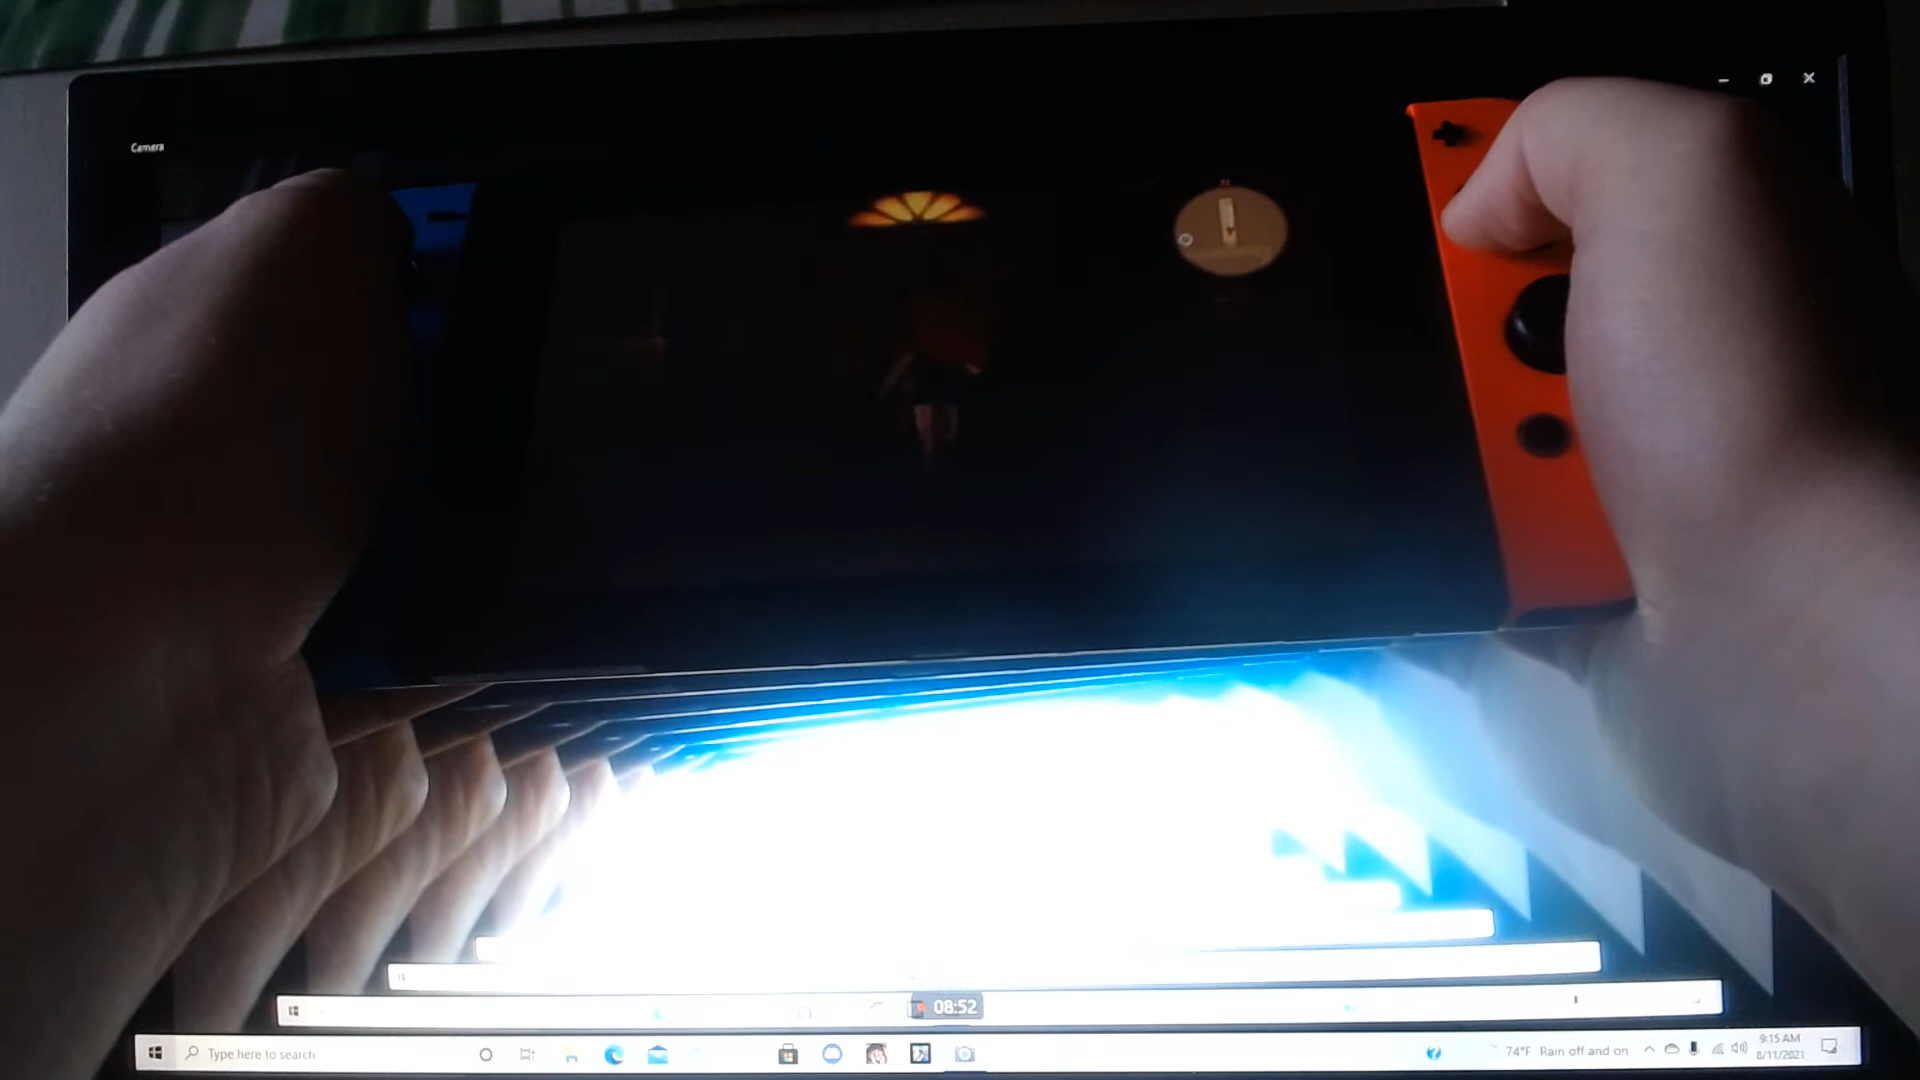 Camera
08:52
Type here to search
74°F Rain off and on
9:15 AM
8/11/2021